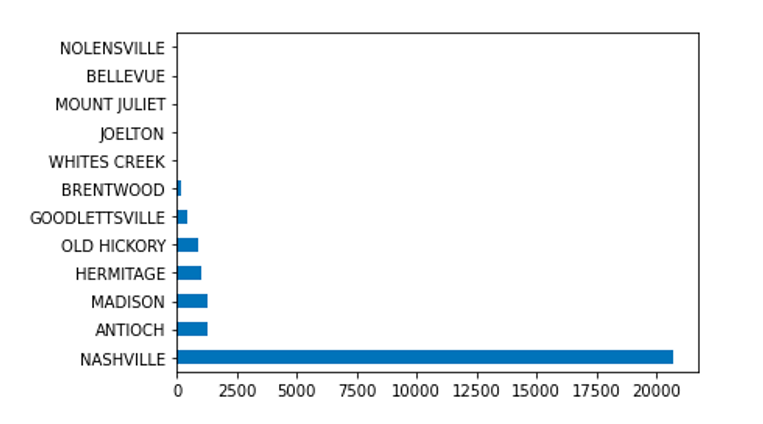 NOLENSVILLE
BELLEVUE
MOUNT JULIET
JOELTON
WHITES CREEK
BRENTWOOD
GOODLETTSVILLE
OLD HICKORY
HERMITAGE
MADISON
ANTIOCH
NASHVILLE
0 2500 5000 7500 10000 12500 15000 17500 20000